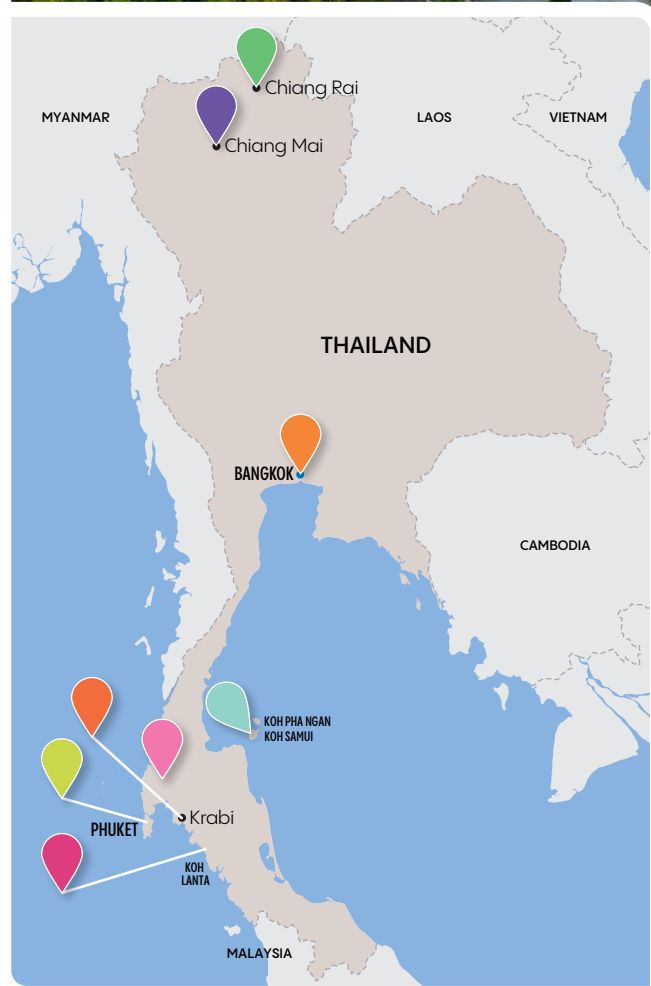 Chiang Rai
MYANMAR
LAOS
VIETNAM
Chiang Mai
THAILAND
BANGKOK
CAMBODIA
KOH PHA NGAN
KOH SAMUI
Krabi
PHUKET
KOH
LANTA
MALAYSIA